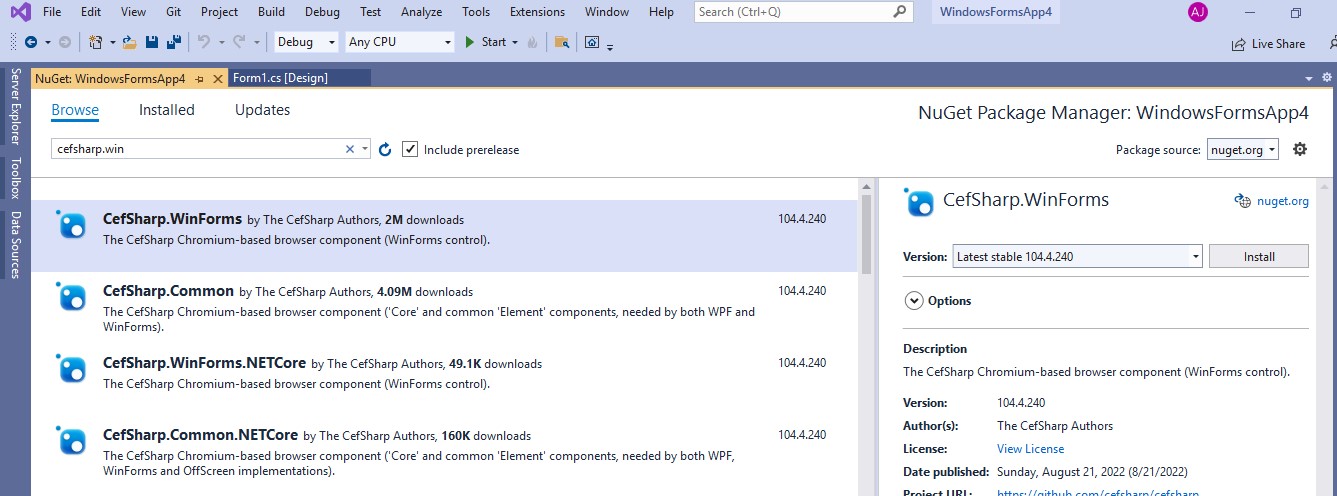 File Edit View Git Project Build Debug Test Analyze Tools Extensions Window Help Search (Ctrl+Q) WindowsFormsApp4 AJ
Debug Any CPU Start Live Share
Server Explorer
Toolbox
Data Sources
NuGet: WindowsFormsApp4 Form1.cs [Design]
Browse Installed Updates
NuGet Package Manager: WindowsFormsApp4
cefsharp.win Include prerelease
Package source: nuget.org
CefSharp.WinForms by The CefSharp Authors, 2M downloads 104.4.240
The CefSharp Chromium-based browser component (WinForms control).
CefSharp.Common by The CefSharp Authors, 4.09M downloads 104.4.240
The CefSharp Chromium-based browser component ('Core' and common 'Element' components, needed by both WPF and
WinForms).
CefSharp.WinForms.NETCore by The CefSharp Authors, 49.1K downloads 104.4.240
The CefSharp Chromium-based browser component (WinForms control).
CefSharp.Common.NETCore by The CefSharp Authors, 160K downloads 104.4.240
The CefSharp Chromium-based browser component ('Core' and common 'Element' components, needed by both WPF,
WinForms and OffScreen implementations).
CefSharp.WinForms nuget.org
Version: Latest stable 104.4.240 Install
Options
Description
The CefSharp Chromium-based browser component (WinForms control).
Version: 104.4.240
Author(s): The CefSharp Authors
License: View License
Date published: Sunday, August 21, 2022 (8/21/2022)
Project URL: https://github.com/cefsharp/cefsharp